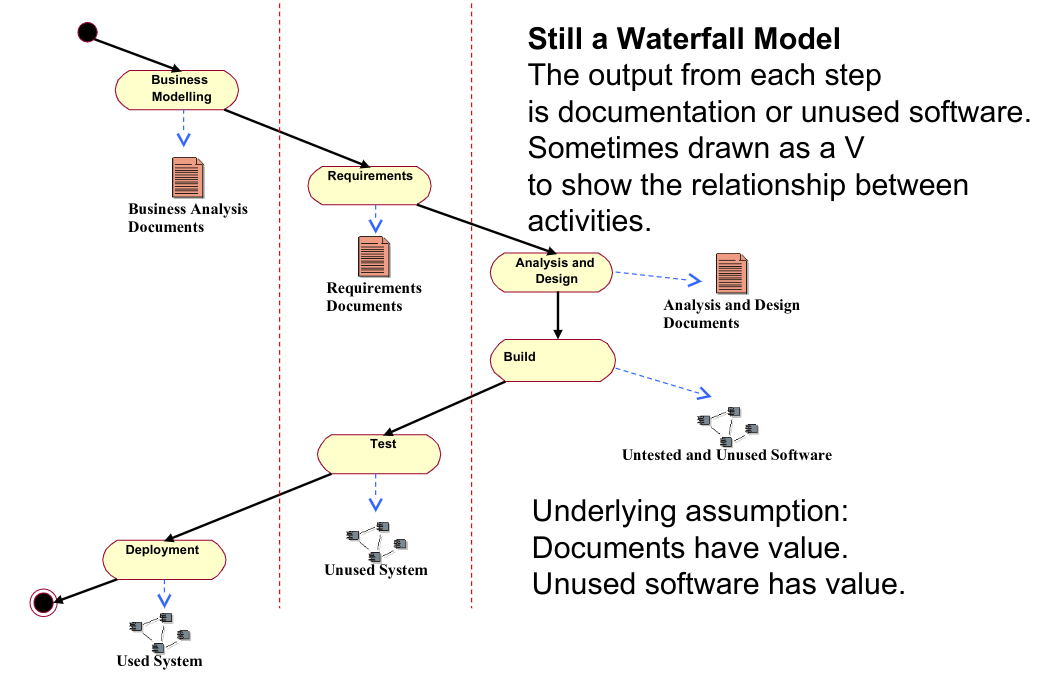 Still a Waterfall Model
The output from each step
is documentation or unused software.
Sometimes drawn as a V
to show the relationship between
activities.
Business
Modelling
Business Analysis
Documents
Requirements
Requirements
Documents
Analysis and
Design
Analysis and Design
Documents
Build
Untested and Unused Software
Test
Unused System
Deployment
Used System
Underlying assumption:
Documents have value.
Unused software has value.